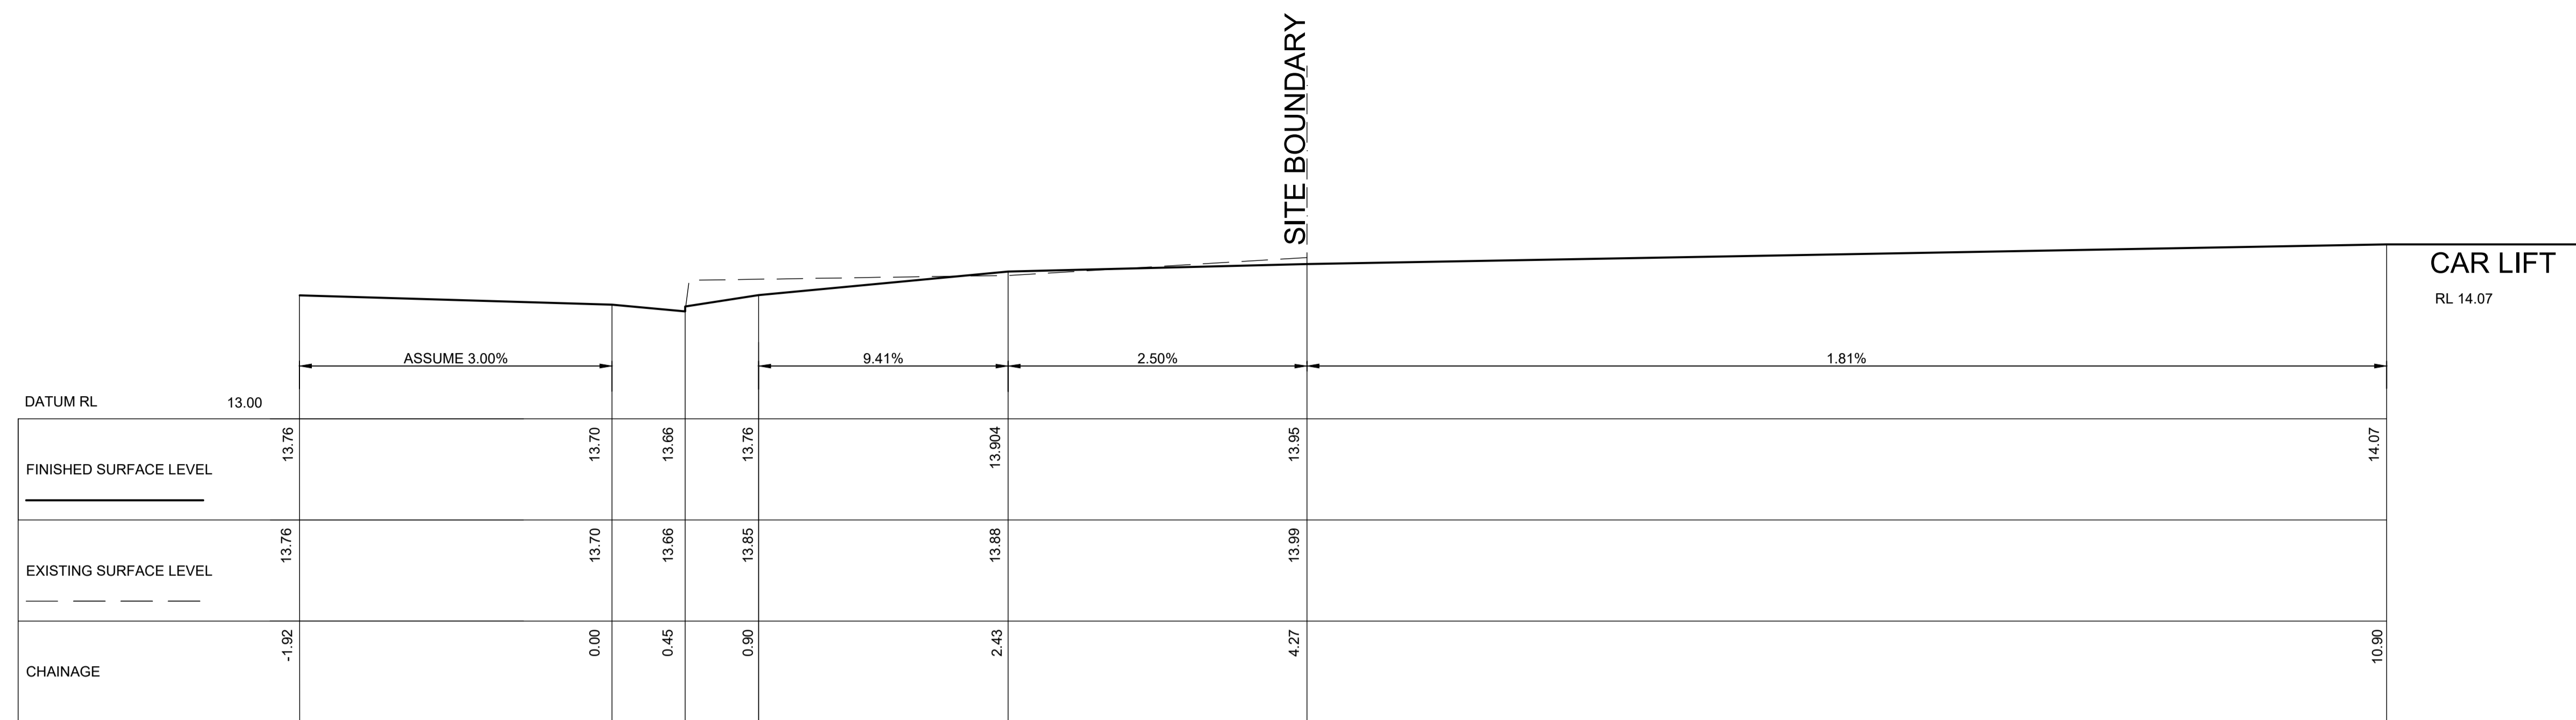 SITE BOUNDARY
CAR LIFT
RL 14.07
ASSUME 3.00%
9.41%
2.50%
1.81%
DATUM RL 13.00
FINISHED SURFACE LEVEL
13.76
13.70
13.66
13.76
13.904
13.95
14.07
EXISTING SURFACE LEVEL
13.76
13.70
13.66
13.85
13.88
13.99
CHAINAGE
-1.92
0.00
0.45
0.90
2.43
4.27
10.90